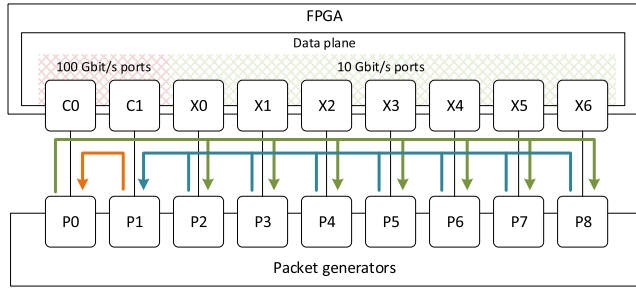 FPGA
Data plane
100 Gbit/s ports 10 Gbit/s ports
C0 C1 X0 X1 X2 X3 X4 X5 X6
P0 P1 P2 P3 P4 P5 P6 P7 P8
Packet generators